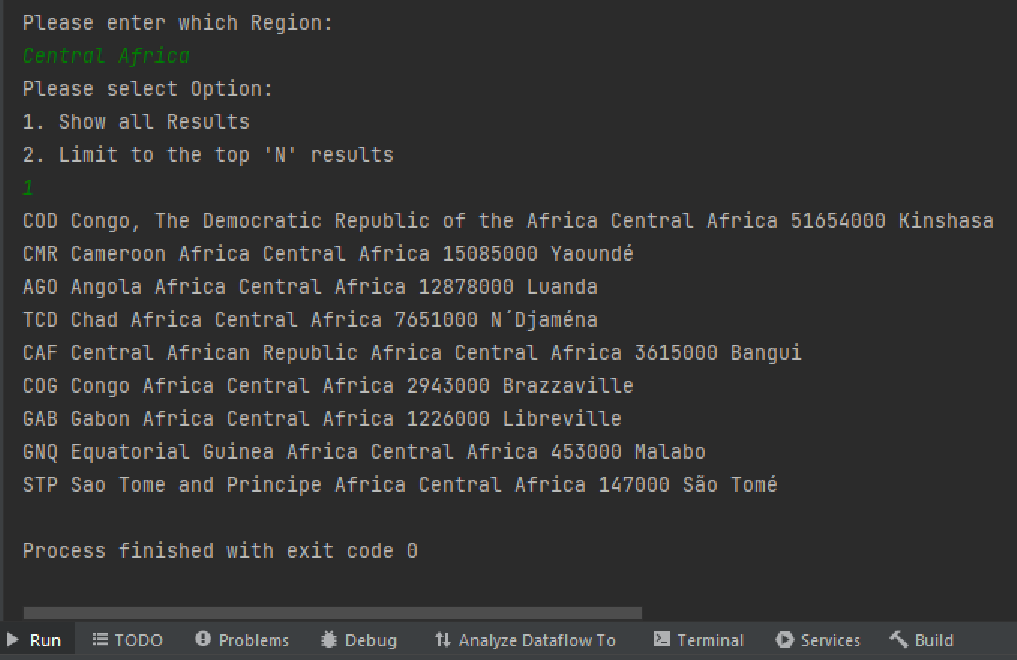 Please enter which Region:
Central Africa
Please select Option:
1. Show all Results
2. Limit to the top 'N' results
1
COD Congo, The Democratic Republic of the Africa Central Africa 51654000 Kinshasa
CMR Cameroon Africa Central Africa 15085000 Yaoundé
AGO Angola Africa Central Africa 12878000 Luanda
TCD Chad Africa Central Africa 7651000 N´Djaména
CAF Central African Republic Africa Central Africa 3615000 Bangui
COG Congo Africa Central Africa 2943000 Brazzaville
GAB Gabon Africa Central Africa 1226000 Libreville
GNQ Equatorial Guinea Africa Central Africa 453000 Malabo
STP Sao Tome and Principe Africa Central Africa 147000 São Tomé
Process finished with exit code 0
Run TODO Problems Debug Analyze Dataflow To Terminal Services Build